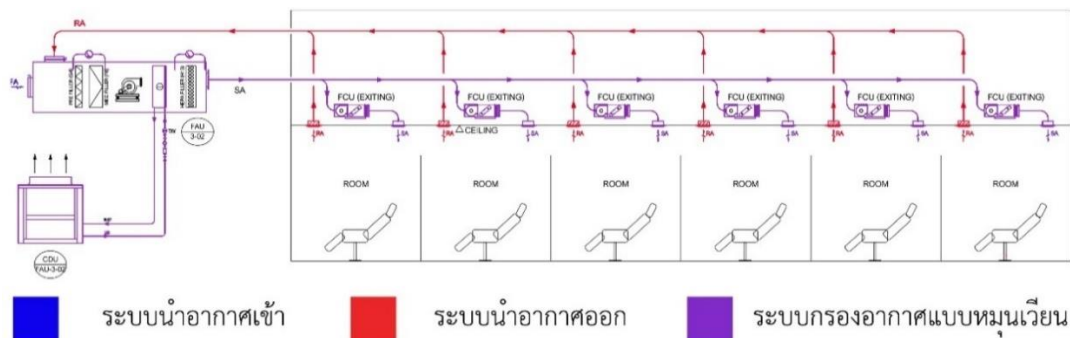 RA
FA
PRE FILTER
MED FILTER
SA
FAU
3-02
FCU (EXITING) FCU (EXITING) FCU (EXITING) FCU (EXITING) FCU (EXITING) FCU (EXITING)
RA SA RA CEILING SA RA SA RA SA RA SA RA SA
ROOM ROOM ROOM ROOM ROOM ROOM
CDU
FAU-3-02
ระบบนำอากาศเข้า ระบบนำอากาศออก ระบบกรองอากาศแบบหมุนเวียน